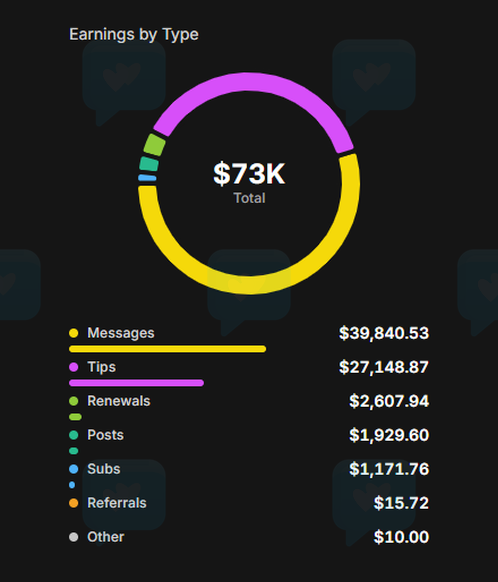 Earnings by Type
$73K
Total
Messages $39,840.53
Tips $27,148.87
Renewals $2,607.94
Posts $1,929.60
Subs $1,171.76
Referrals $15.72
Other $10.00